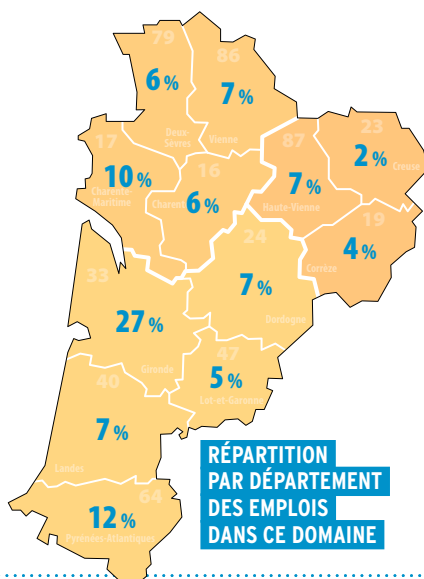 79
6 %
Deux-
Sèvres
86
7 %
Vienne
17
10 %
Charente-
Maritime
16
6 %
Charente
87
7 %
Haute-Vienne
23
2 %
Creuse
19
4 %
Corrèze
33
27 %
Gironde
24
7 %
Dordogne
47
5 %
Lot-et-Garonne
40
7 %
Landes
64
12 %
Pyrénées-Atlantiques
RÉPARTITION
PAR DÉPARTEMENT
DES EMPLOIS
DANS CE DOMAINE